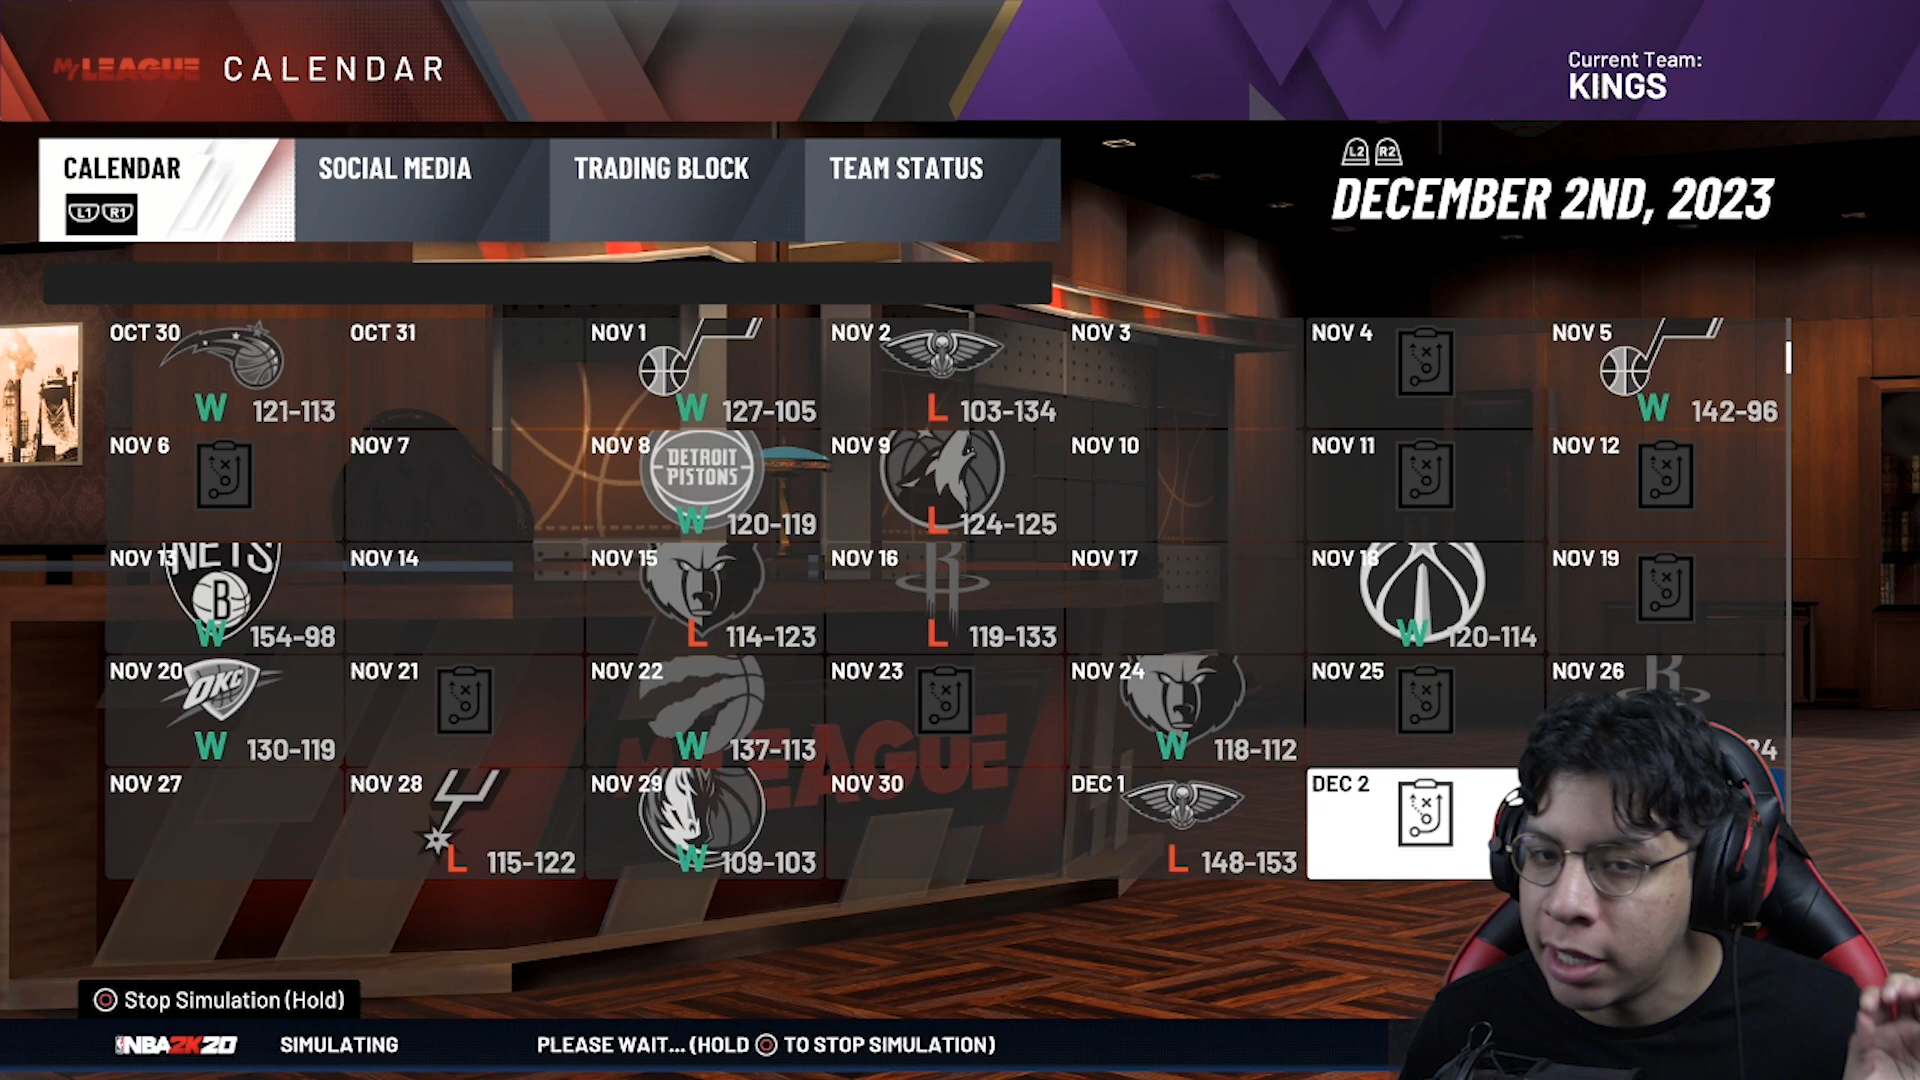 MyLEAGUE CALENDAR
Current Team:
KINGS
CALENDAR
L1 R1
SOCIAL MEDIA
TRADING BLOCK
TEAM STATUS
L2 R2
DECEMBER 2ND, 2023
OCT 30
W 121-113
OCT 31
NOV 1
W 127-105
NOV 2
L 103-134
NOV 3
NOV 4
NOV 5
W 142-96
NOV 6
NOV 7
NOV 8
DETROIT
PISTONS
W 120-119
NOV 9
L 124-125
NOV 10
NOV 11
NOV 12
NOV 13
NETS
B
W 154-98
NOV 14
NOV 15
L 114-123
NOV 16
R
L 119-133
NOV 17
NOV 18
W 120-114
NOV 19
NOV 20
OKC
W 130-119
NOV 21
NOV 22
W 137-113
NOV 23
NOV 24
W 118-112
NOV 25
NOV 26
R
NOV 27
NOV 28
L 115-122
NOV 29
W 109-103
NOV 30
DEC 1
L 148-153
DEC 2
MyLEAGUE
Stop Simulation (Hold)
NBA2K20 SIMULATING PLEASE WAIT... (HOLD TO STOP SIMULATION)